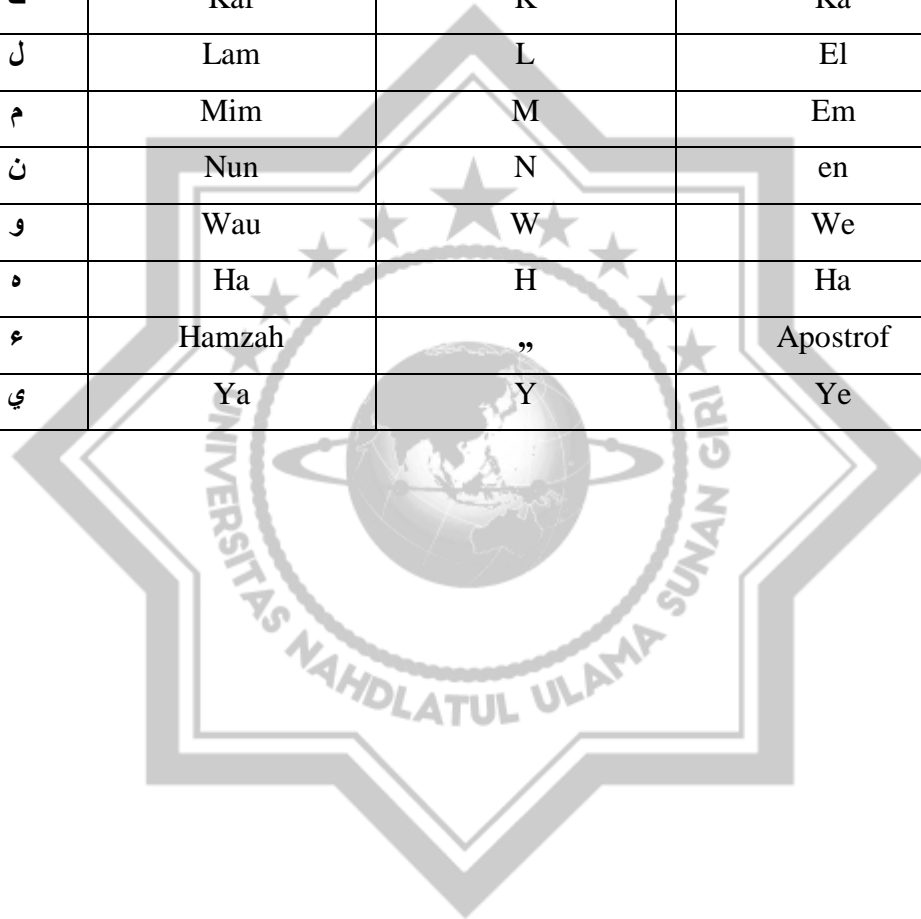 ك Kaf K Ka
ل Lam L El
م Mim M Em
ن Nun N en
و Wau W We
ه Ha H Ha
ء Hamzah „ Apostrof
ي Ya Y Ye
UNIVERSITAS NAHDLATUL ULAMA SUNAN GIRI